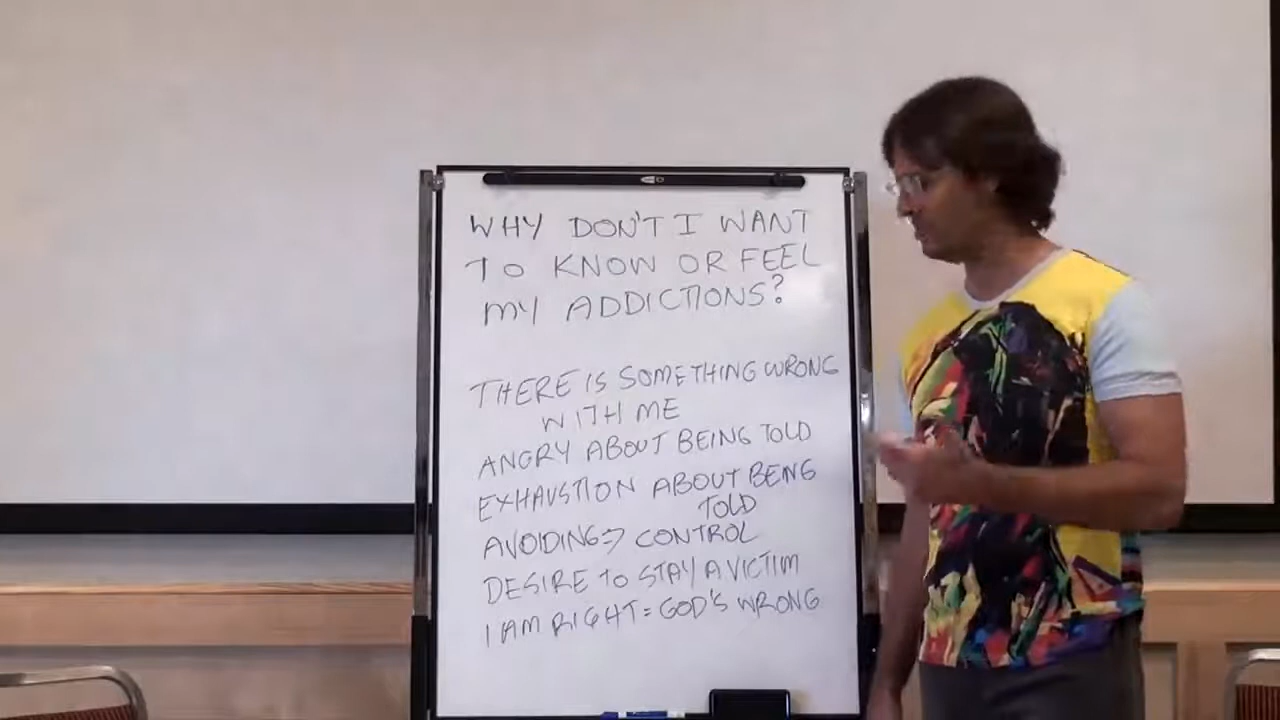 WHY DON'T I WANT
TO KNOW OR FEEL
MY ADDICTIONS?
THERE IS SOMETHING WRONG
WITH ME
ANGRY ABOUT BEING TOLD
EXHAUSTION ABOUT BEING
TOLD
AVOIDING => CONTROL
DESIRE TO STAY A VICTIM
I AM RIGHT = GOD'S WRONG